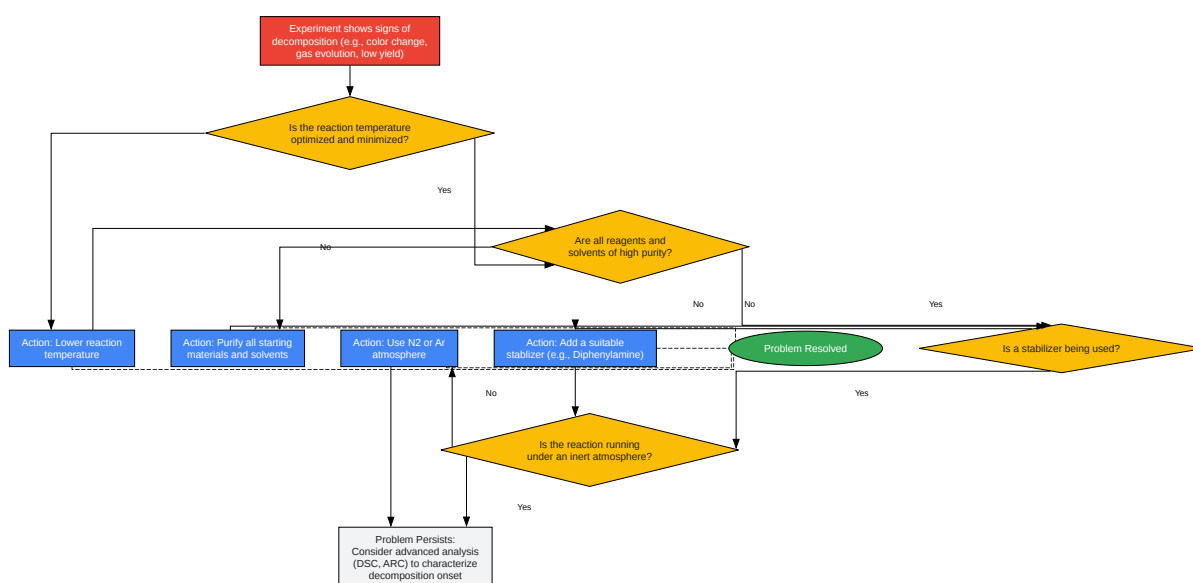 Experiment shows signs of
decomposition (e.g., color change,
gas evolution, low yield)
Is the reaction temperature
optimized and minimized?
Yes
Are all reagents and
solvents of high purity?
No
No
No
Yes
Action: Lower reaction
temperature
Action: Purify all starting
materials and solvents
Action: Use N2 or Ar
atmosphere
Action: Add a suitable
stablizer (e.g., Diphenylamine)
Problem Resolved
Is a stabilizer being used?
No
Yes
Is the reaction running
under an inert atmosphere?
Yes
Problem Persists:
Consider advanced analysis
(DSC, ARC) to characterize
decomposition onset